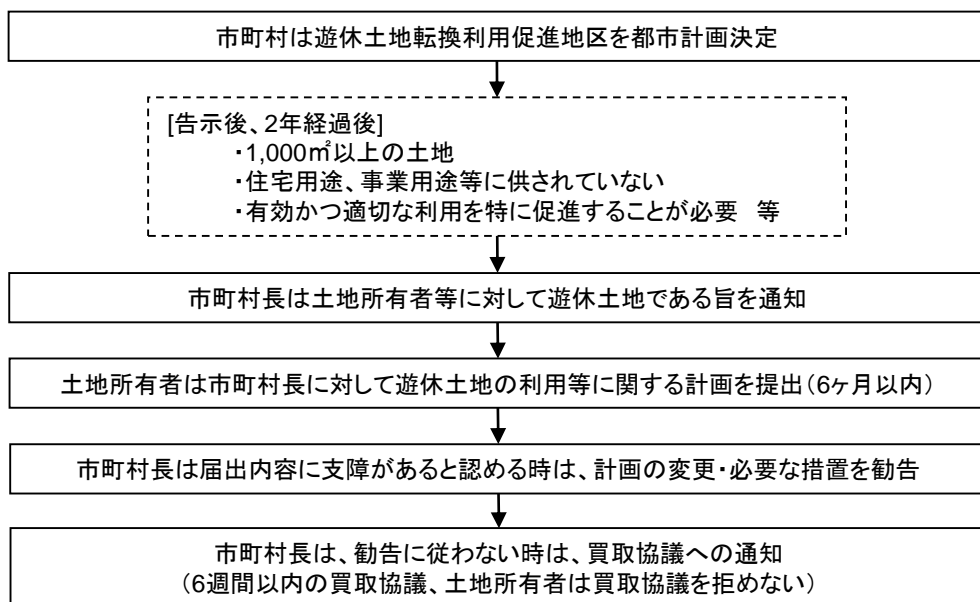 市町村は遊休土地転換利用促進地区を都市計画決定
[告示後、2年経過後]
・1,000㎡以上の土地
・住宅用途、事業用途等に供されていない
・有効かつ適切な利用を特に促進することが必要　等
市町村長は土地所有者等に対して遊休土地である旨を通知
土地所有者は市町村長に対して遊休土地の利用等に関する計画を提出(6ヶ月以内)
市町村長は届出内容に支障があると認める時は、計画の変更・必要な措置を勧告
市町村長は、勧告に従わない時は、買取協議への通知
(6週間以内の買取協議、土地所有者は買取協議を拒めない)